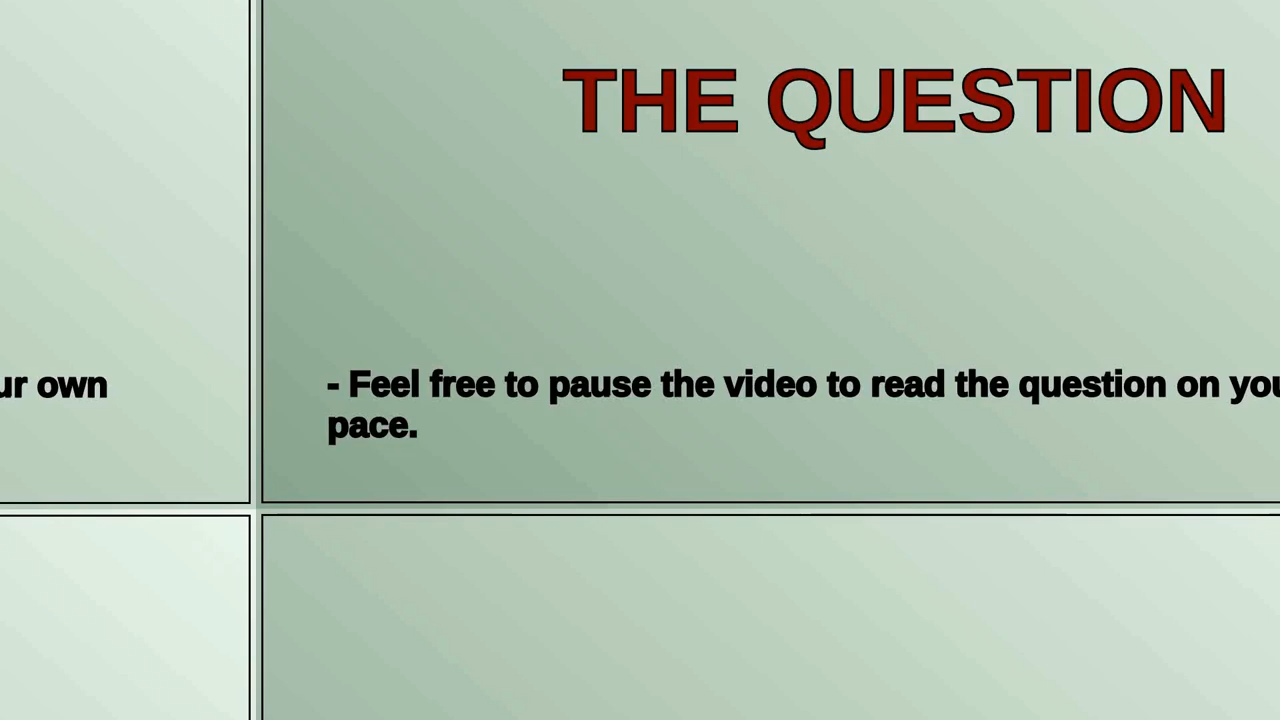 THE QUESTION
ur own
- Feel free to pause the video to read the question on you
pace.